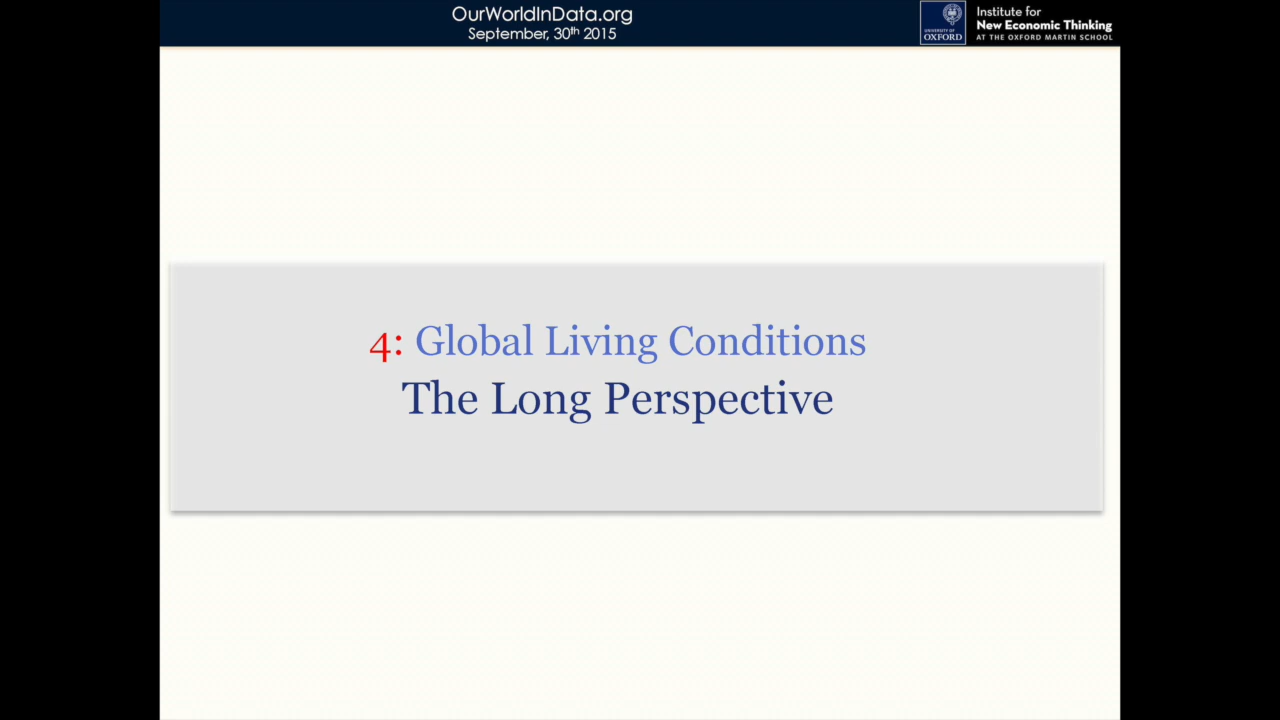 OurWorldInData.org
September, 30th 2015
UNIVERSITY OF
OXFORD
Institute for
New Economic Thinking
AT THE OXFORD MARTIN SCHOOL
4: Global Living Conditions
The Long Perspective